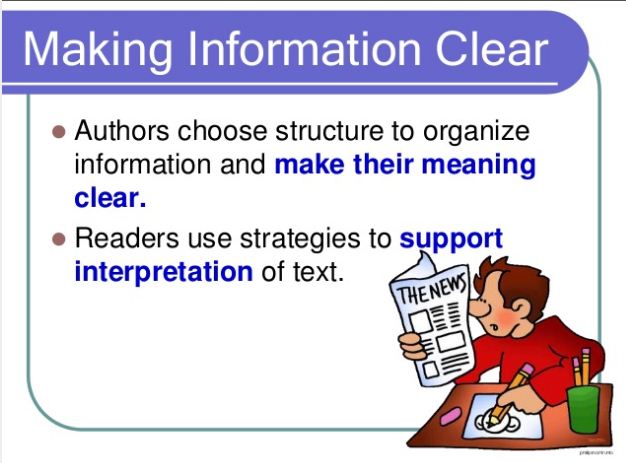 Making Information Clear
● Authors choose structure to organize
information and make their meaning
clear.
● Readers use strategies to support
interpretation of text.
THE NEWS